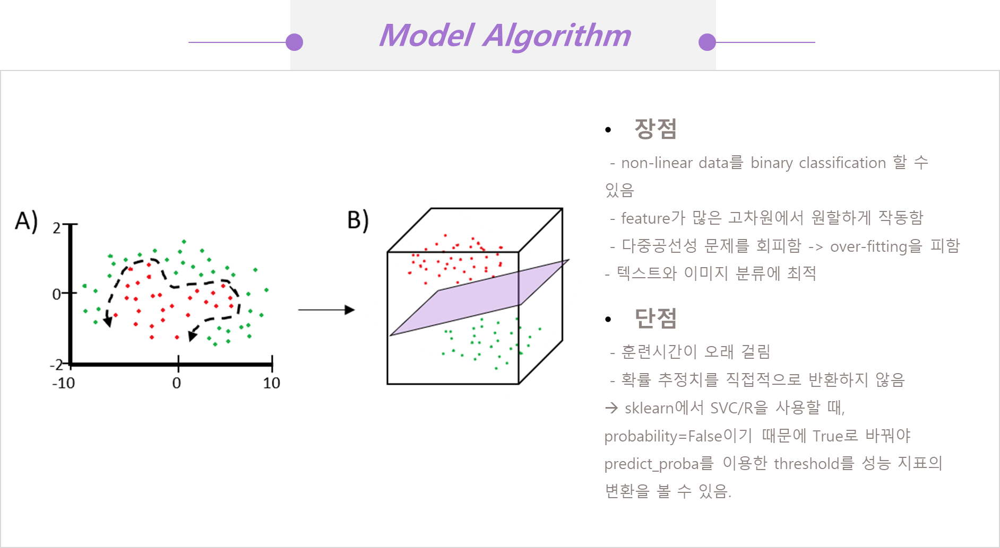 Model Algorithm
A)
2
0
-2
-10
0
10
B)
• 장점
- non-linear data를 binary classification 할 수
있음
- feature가 많은 고차원에서 원할하게 작동함
- 다중공선성 문제를 회피함 -> over-fitting을 피함
- 텍스트와 이미지 분류에 최적
• 단점
- 훈련시간이 오래 걸림
- 확률 추정치를 직접적으로 반환하지 않음
→ sklearn에서 SVC/R을 사용할 때,
probability=False이기 때문에 True로 바꿔야
predict_proba를 이용한 threshold를 성능 지표의
변환을 볼 수 있음.